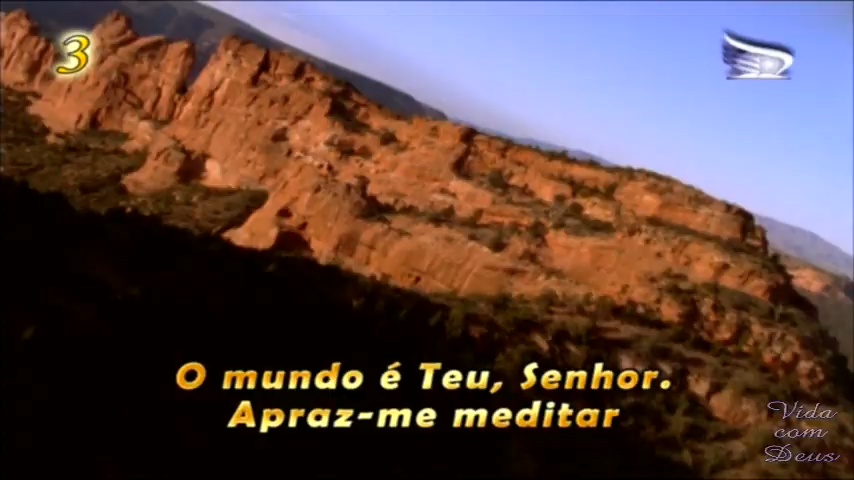 3
O mundo é Teu, Senhor.
Apraz-me meditar
Vida
com
Deus